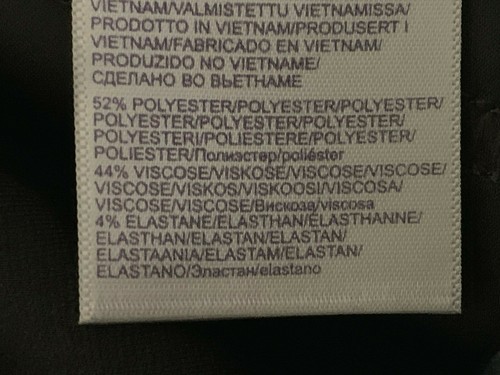 VIETNAM/VALMISTETTU VIETNAMISSA/
PRODOTTO IN VIETNAM/PRODUSERT I
VIETNAM/FABRICADO EN VIETNAM/
PRODUZIDO NO VIETNAME/
СДЕЛАНО ВО ВЬЕТНАМЕ
52% POLYESTER/POLYESTER/POLYESTER/
POLYESTER/POLYESTER/POLYESTER/
POLYESTERI/POLIESTERE/POLYESTER/
POLIESTER/Полиэстер/poliéster
44% VISCOSE/VISKOSE/VISCOSE/VISCOSE/
VISCOSE/VISKOS/VISKOOSI/VISCOSA/
VISCOSE/VISCOSE/Вискоза/viscosa
4% ELASTANE/ELASTHAN/ÉLASTHANNE/
ELASTHAN/ELASTAN/ELASTAN/
ELASTAANIA/ELASTAM/ELASTAN/
ELASTANO/Эластан/elastano